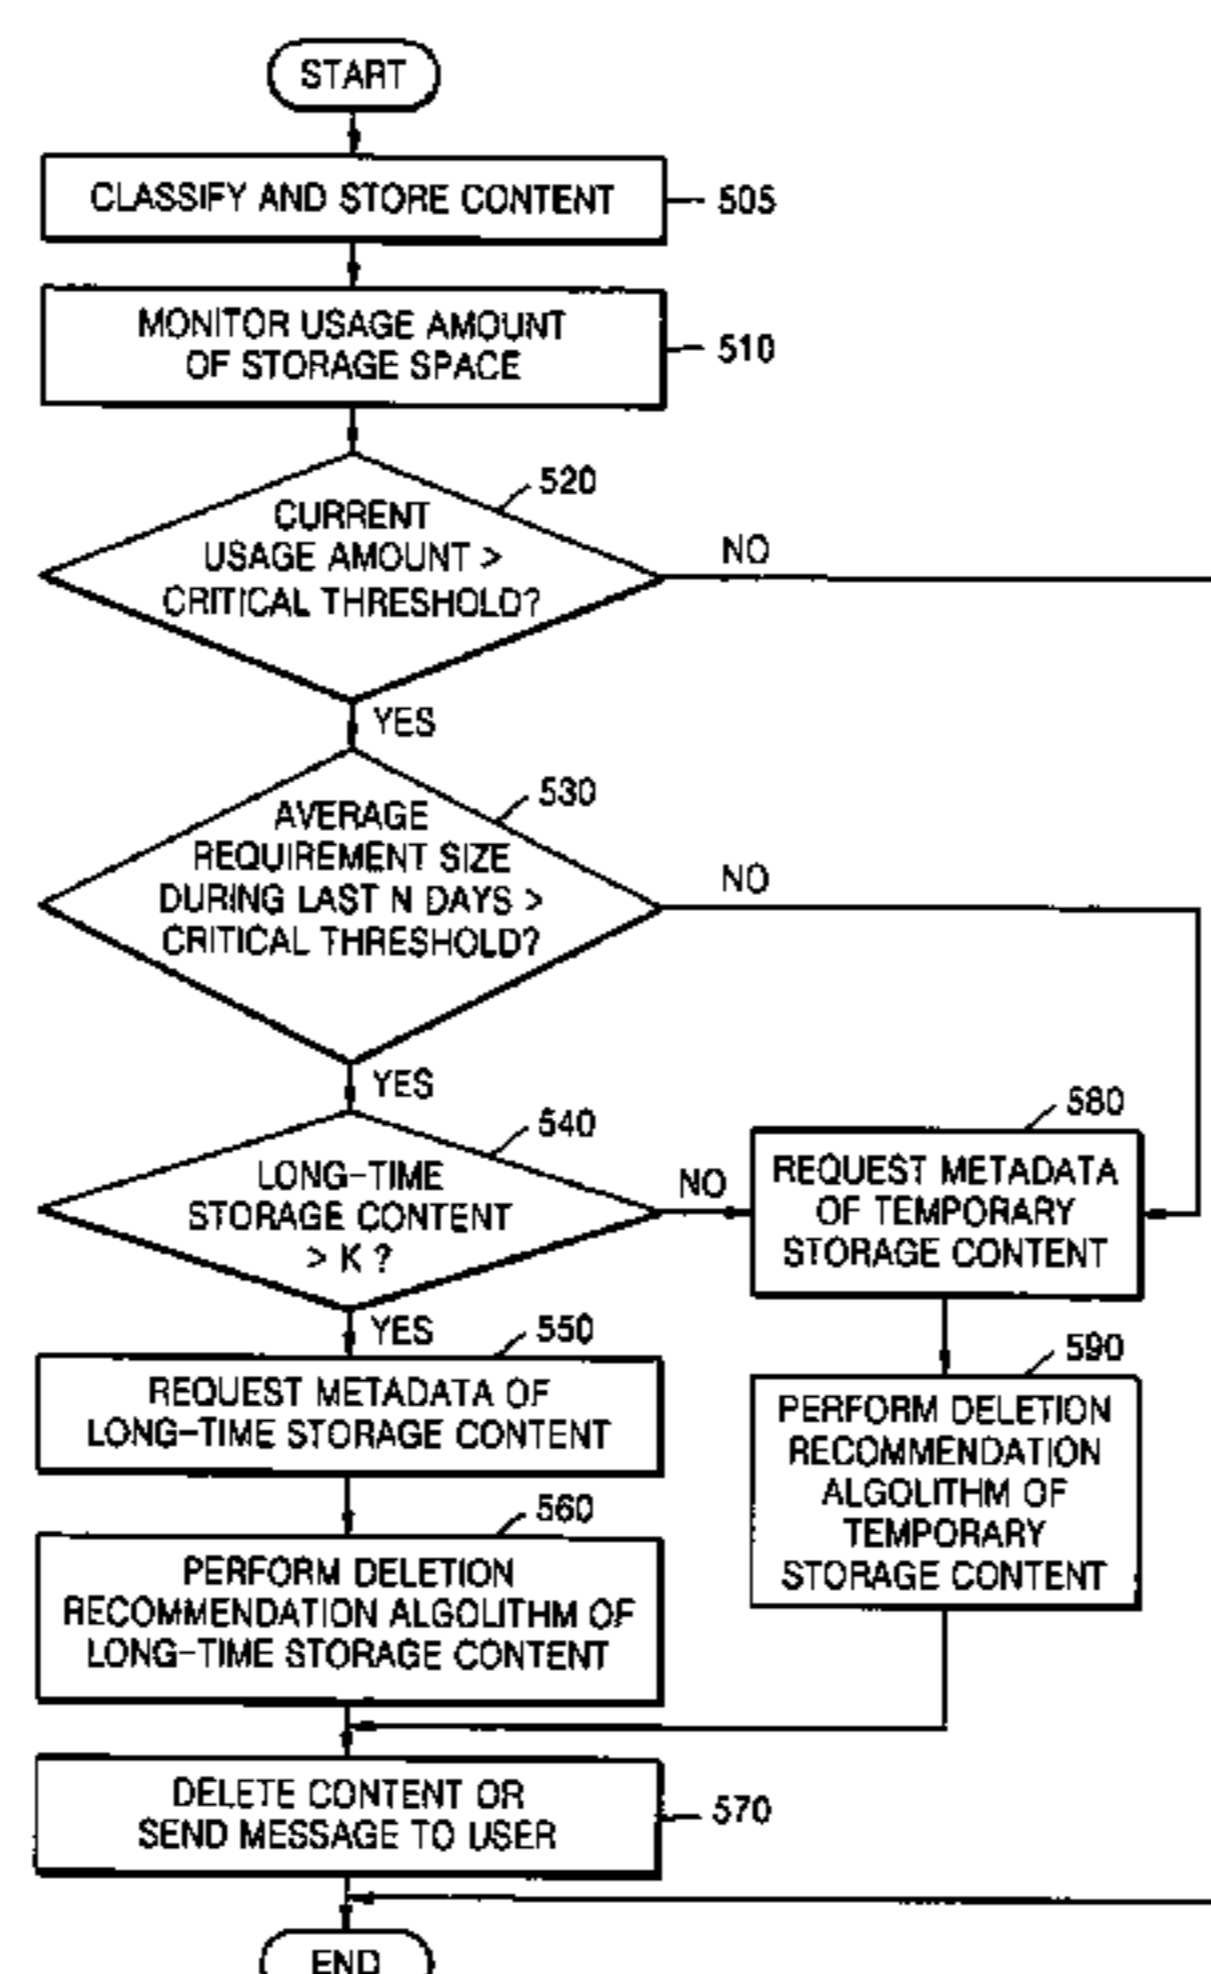 START
CLASSIFY AND STORE CONTENT
505
MONITOR USAGE AMOUNT
OF STORAGE SPACE
510
520
CURRENT
USAGE AMOUNT >
CRITICAL THRESHOLD?
NO
YES
530
AVERAGE
REQUIREMENT SIZE
DURING LAST N DAYS >
CRITICAL THRESHOLD?
NO
YES
540
LONG-TIME
STORAGE CONTENT
> K ?
NO
YES
580
REQUEST METADATA
OF TEMPORARY
STORAGE CONTENT
550
REQUEST METADATA OF
LONG-TIME STORAGE CONTENT
590
PERFORM DELETION
RECOMMENDATION
ALGOLITHM OF
TEMPORARY
STORAGE CONTENT
560
PERFORM DELETION
RECOMMENDATION ALGOLITHM OF
LONG-TIME STORAGE CONTENT
DELETE CONTENT OR
SEND MESSAGE TO USER
570
END